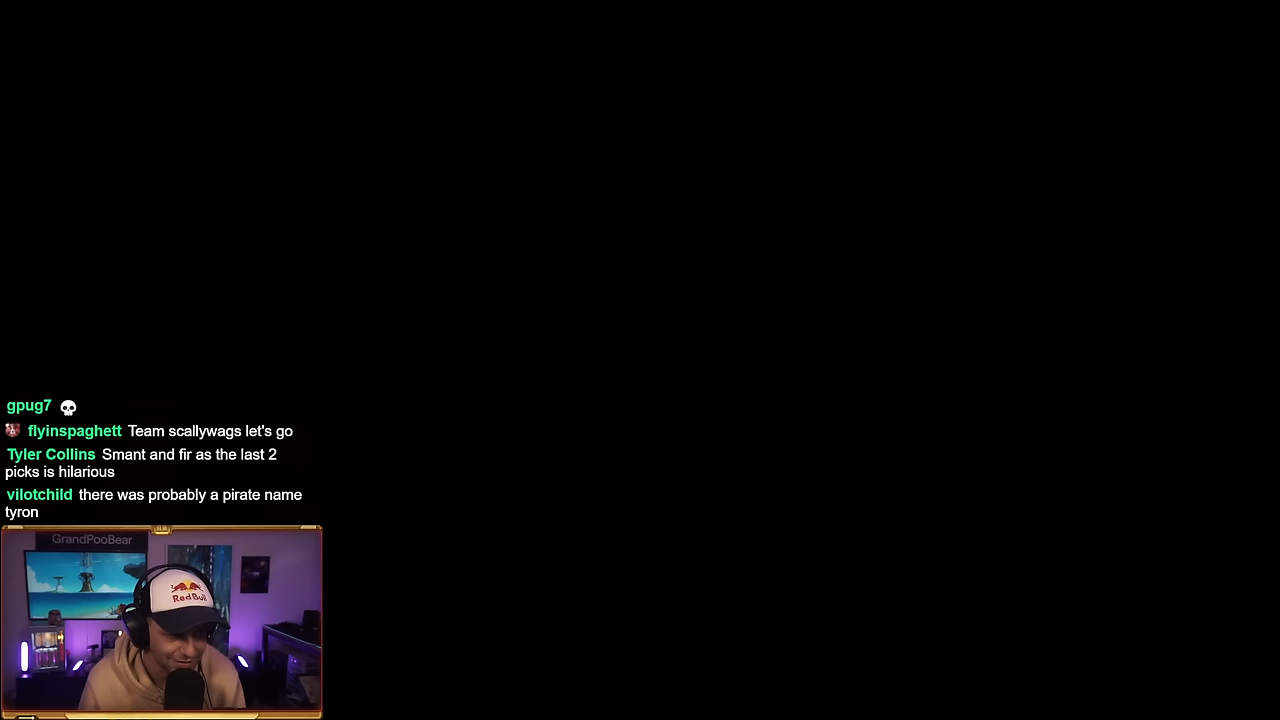 gpug7
flyinspaghett Team scallywags let's go
Tyler Collins Smant and fir as the last 2
picks is hilarious
vilotchild there was probably a pirate name
tyron
GrandPooBear
Red Bull